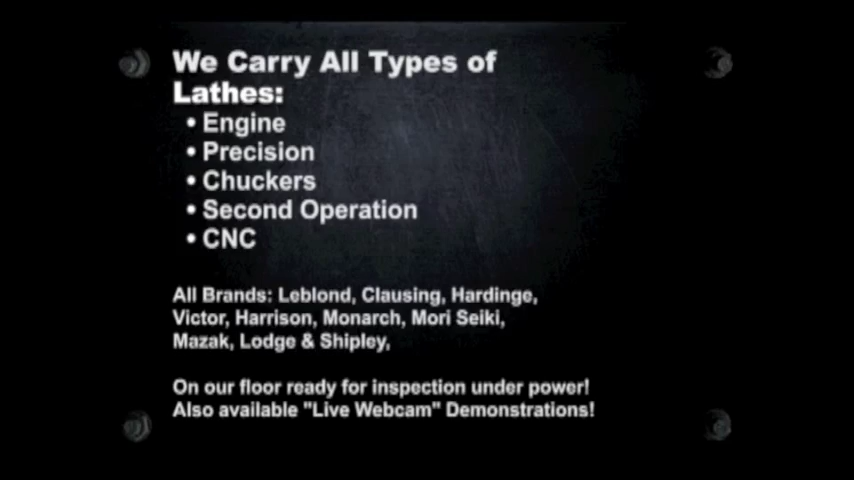 We Carry All Types of
Lathes:
• Engine
• Precision
• Chuckers
• Second Operation
• CNC
All Brands: Leblond, Clausing, Hardinge,
Victor, Harrison, Monarch, Mori Seiki,
Mazak, Lodge & Shipley,
On our floor ready for inspection under power!
Also available "Live Webcam" Demonstrations!